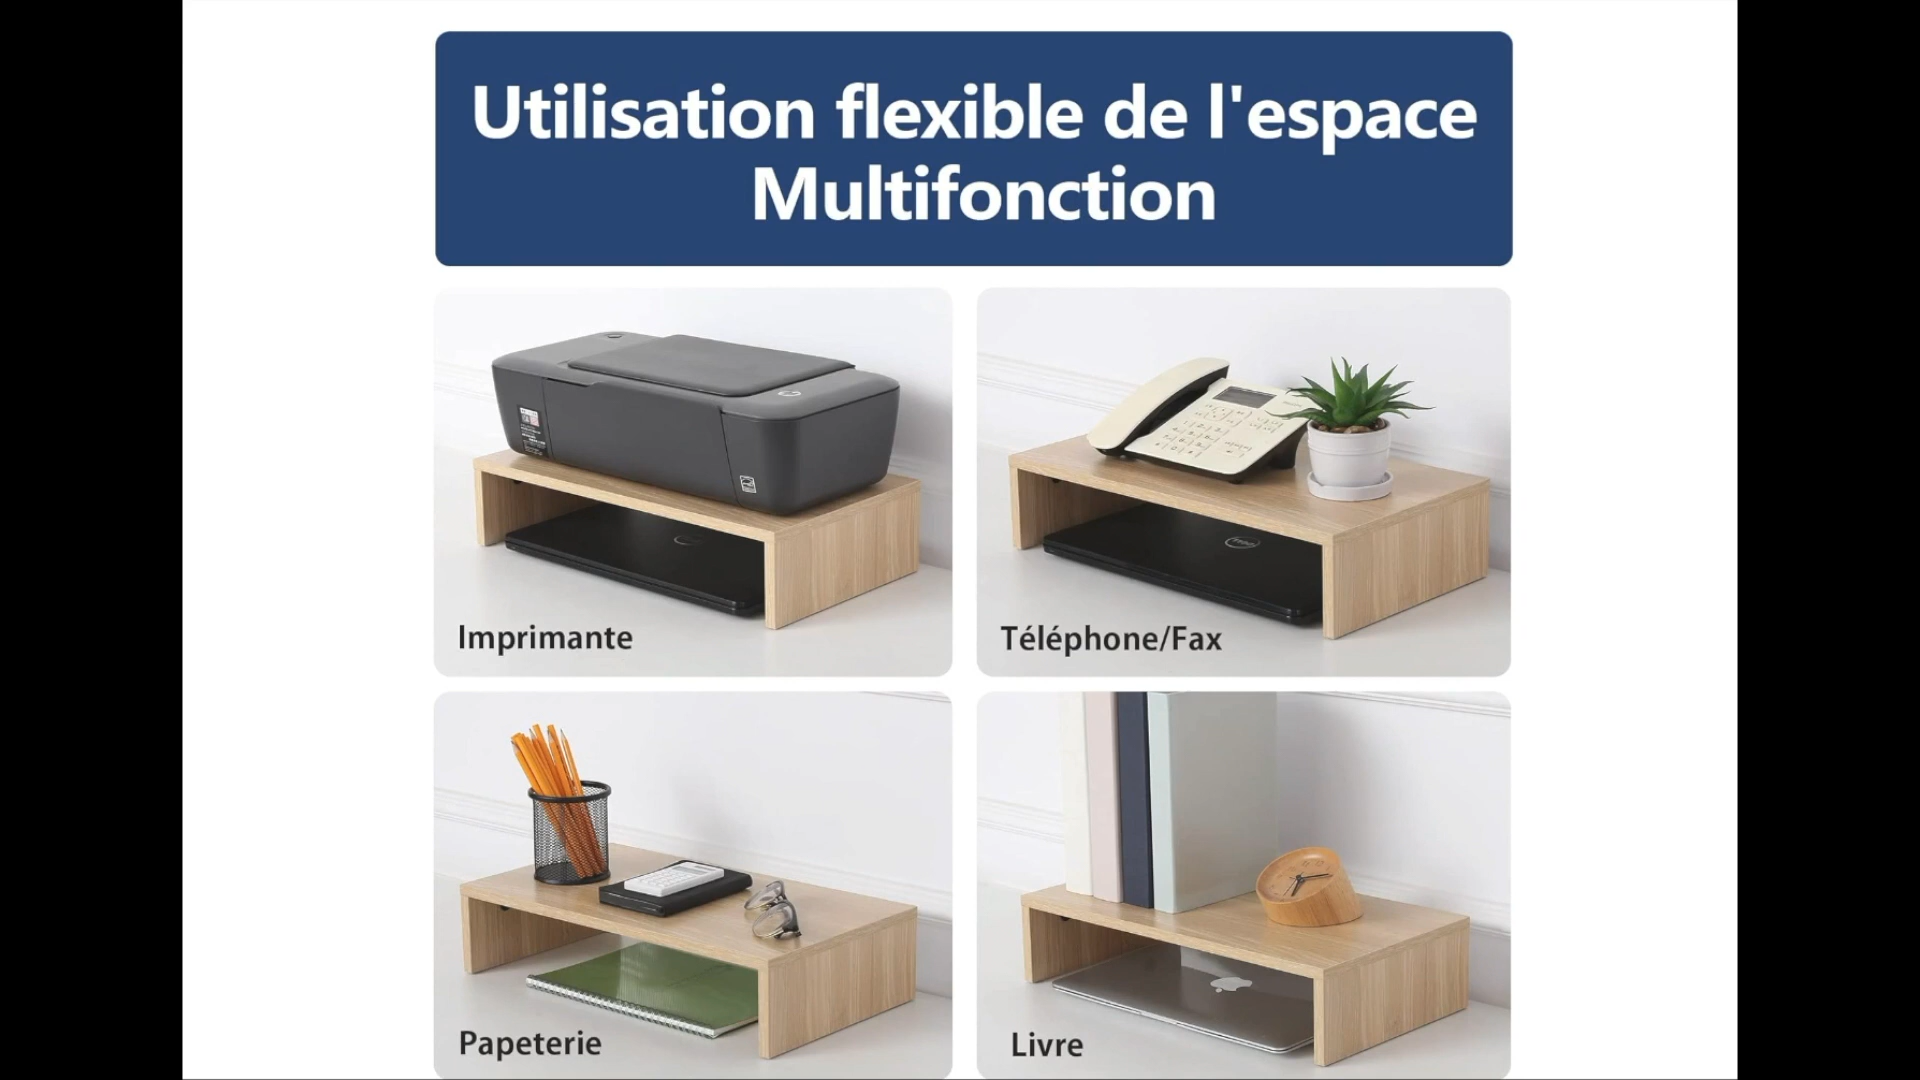 Utilisation flexible de l'espace
Multifonction
Imprimante
Téléphone/Fax
Papeterie
Livre